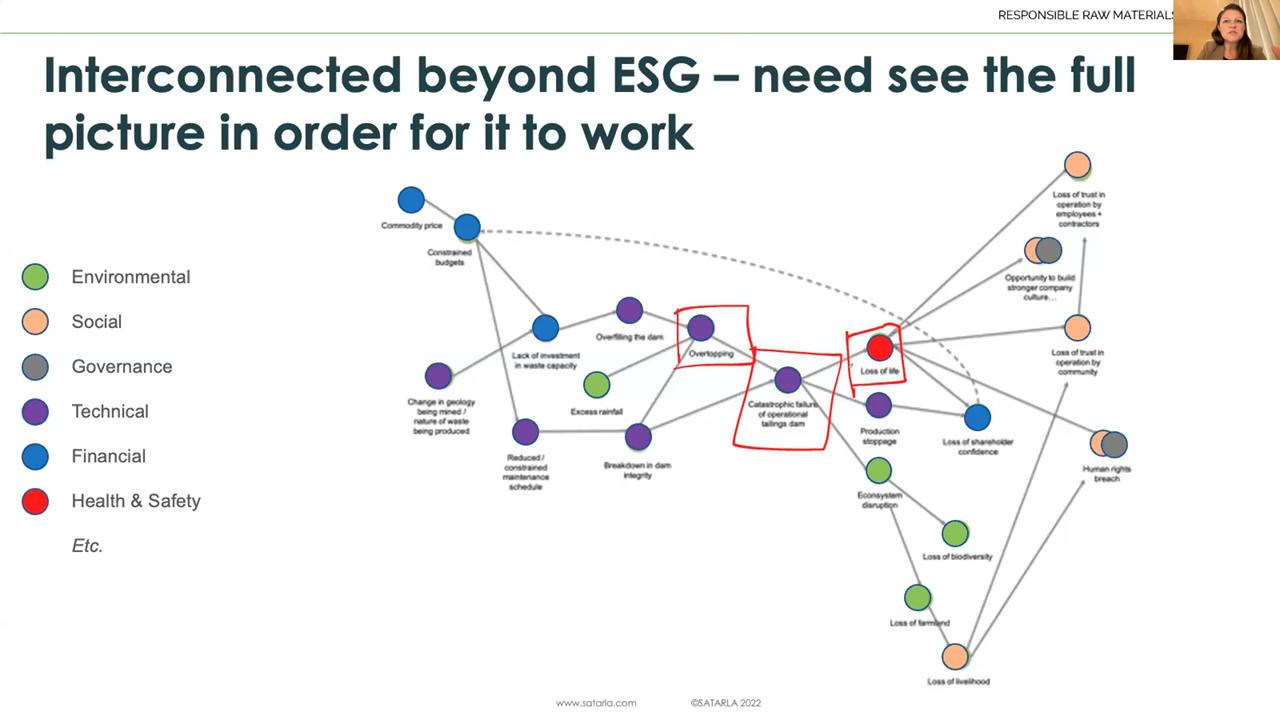 RESPONSIBLE RAW MATERIALS
Interconnected beyond ESG – need see the full
picture in order for it to work
Environmental
Social
Governance
Technical
Financial
Health & Safety
Etc.
Commodity price
Constrained
budgets
Lack of investment
in waste capacity
Change in geology
being mined /
nature of waste
being produced
Overfilling the dam
Excess rainfall
Overtopping
Reduced /
constrained
maintenance
schedule
Breakdown in dam
integrity
Catastrophic failure
of operational
tailings dam
Loss of life
Production
stoppage
Ecosystem
disruption
Loss of biodiversity
Loss of farmland
Loss of livelihood
Loss of shareholder
confidence
Loss of trust in
operation by
employees +
contractors
Opportunity to build
stronger company
culture...
Loss of trust in
operation by
community
Human rights
breach
www.satarla.com
©SATARLA 2022